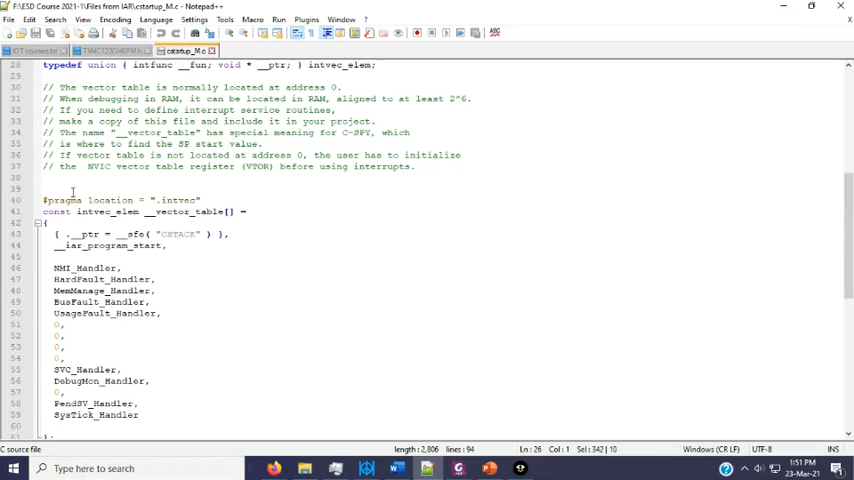 F:\ESD Course 2021-1\Files from IAR\cstartup_M.c - Notepad++
File Edit Search View Encoding Language Settings Tools Macro Run Plugins Window ?
IOT courses.txt TM4C123GH6PM.h cstartup_M.c
28 typedef union { intfunc __fun; void * __ptr; } intvec_elem;
29
30 // The vector table is normally located at address 0.
31 // When debugging in RAM, it can be located in RAM, aligned to at least 2^6.
32 // If you need to define interrupt service routines,
33 // make a copy of this file and include it in your project.
34 // The name "__vector_table" has special meaning for C-SPY, which
35 // is where to find the SP start value.
36 // If vector table is not located at address 0, the user has to initialize
37 // the  NVIC vector table register (VTOR) before using interrupts.
38
39
40 #pragma location = ".intvec"
41 const intvec_elem __vector_table[] =
42 {
43 { .__ptr = __sfe( "CSTACK" ) },
44 __iar_program_start,
45
46 NMI_Handler,
47 HardFault_Handler,
48 MemManage_Handler,
49 BusFault_Handler,
50 UsageFault_Handler,
51 0,
52 0,
53 0,
54 0,
55 SVC_Handler,
56 DebugMon_Handler,
57 0,
58 PendSV_Handler,
59 SysTick_Handler
60
61 };
C source file length : 2,806 lines : 94 Ln : 26 Col : 1 Sel : 342 | 10 Windows (CR LF) UTF-8 INS
Type here to search
1:51 PM
23-Mar-21